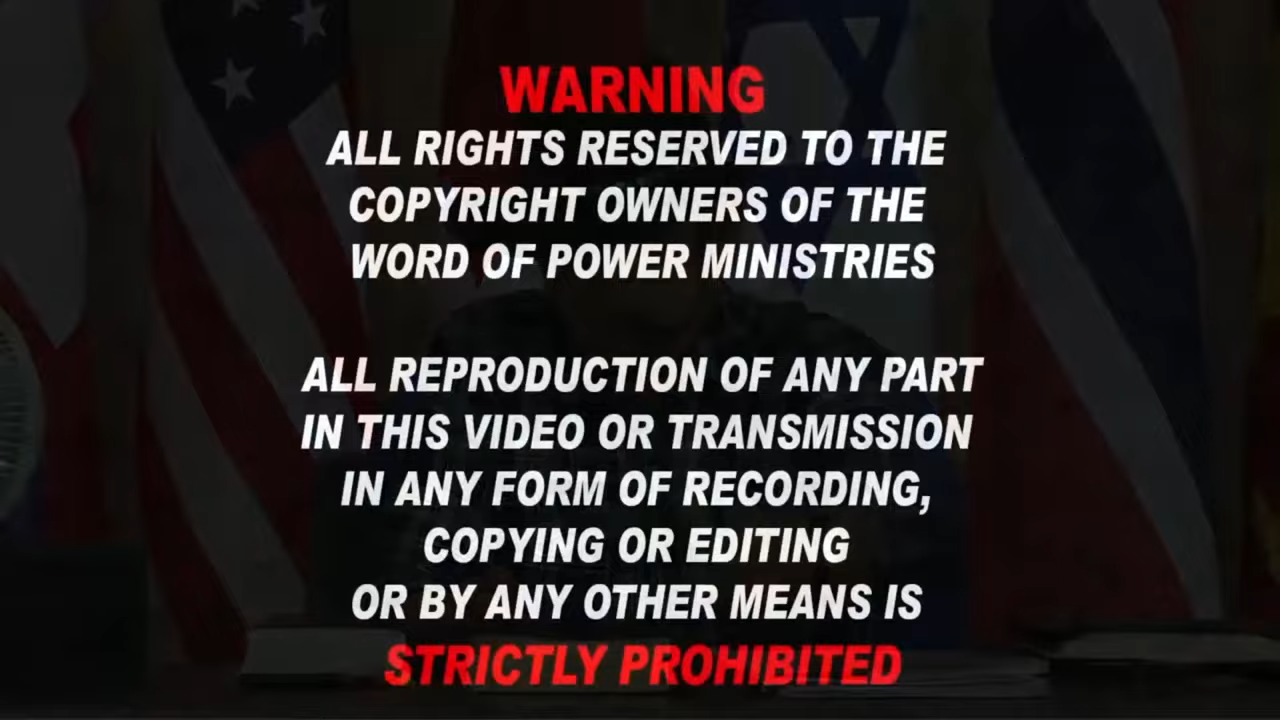 WARNING
ALL RIGHTS RESERVED TO THE
COPYRIGHT OWNERS OF THE
WORD OF POWER MINISTRIES
ALL REPRODUCTION OF ANY PART
IN THIS VIDEO OR TRANSMISSION
IN ANY FORM OF RECORDING,
COPYING OR EDITING
OR BY ANY OTHER MEANS IS
STRICTLY PROHIBITED